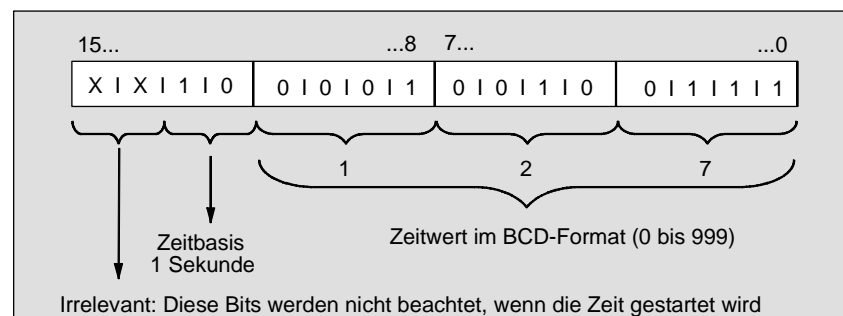 15... ...8 7... ...0
X I X I 1 I 0 0 I 0 I 0 I 1 0 I 0 I 1 I 0 0 I 1 I 1 I 1
1 2 7
Zeitbasis
1 Sekunde
Zeitwert im BCD-Format (0 bis 999)
Irrelevant: Diese Bits werden nicht beachtet, wenn die Zeit gestartet wird